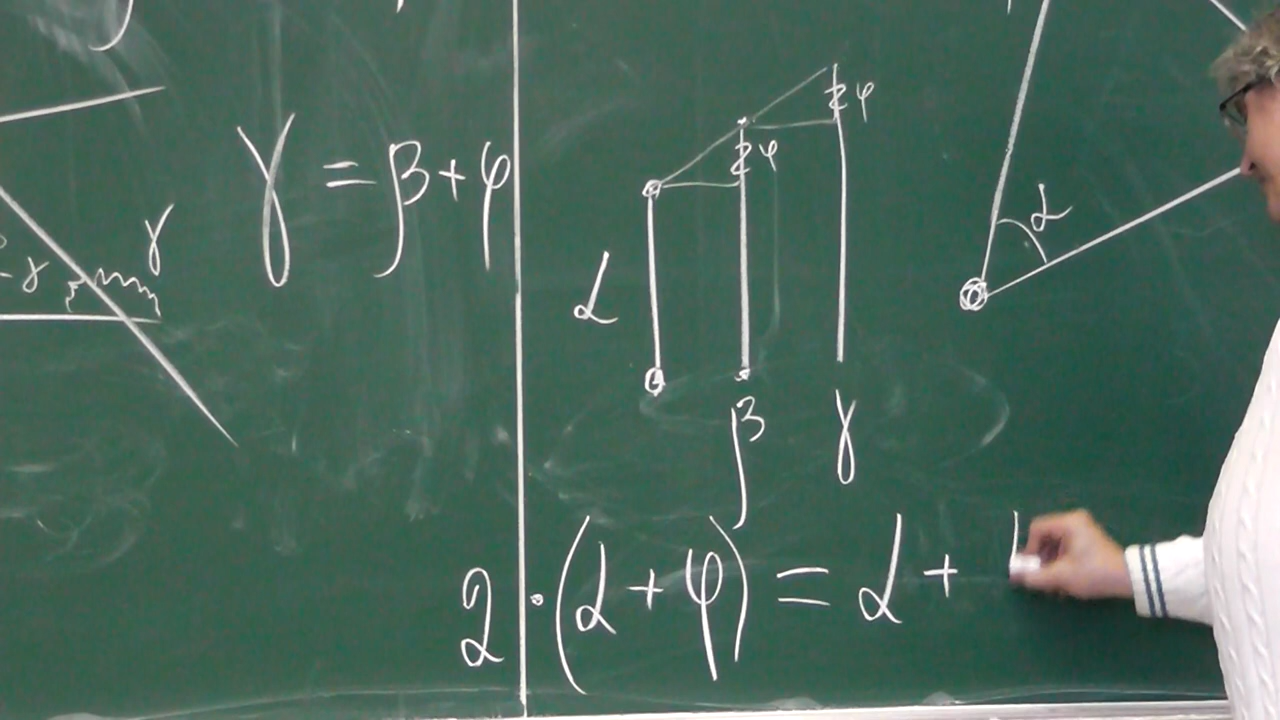 γ = β + φ
γ
- γ
φ
φ
α
α
β
γ
2 · (α + φ) = α +